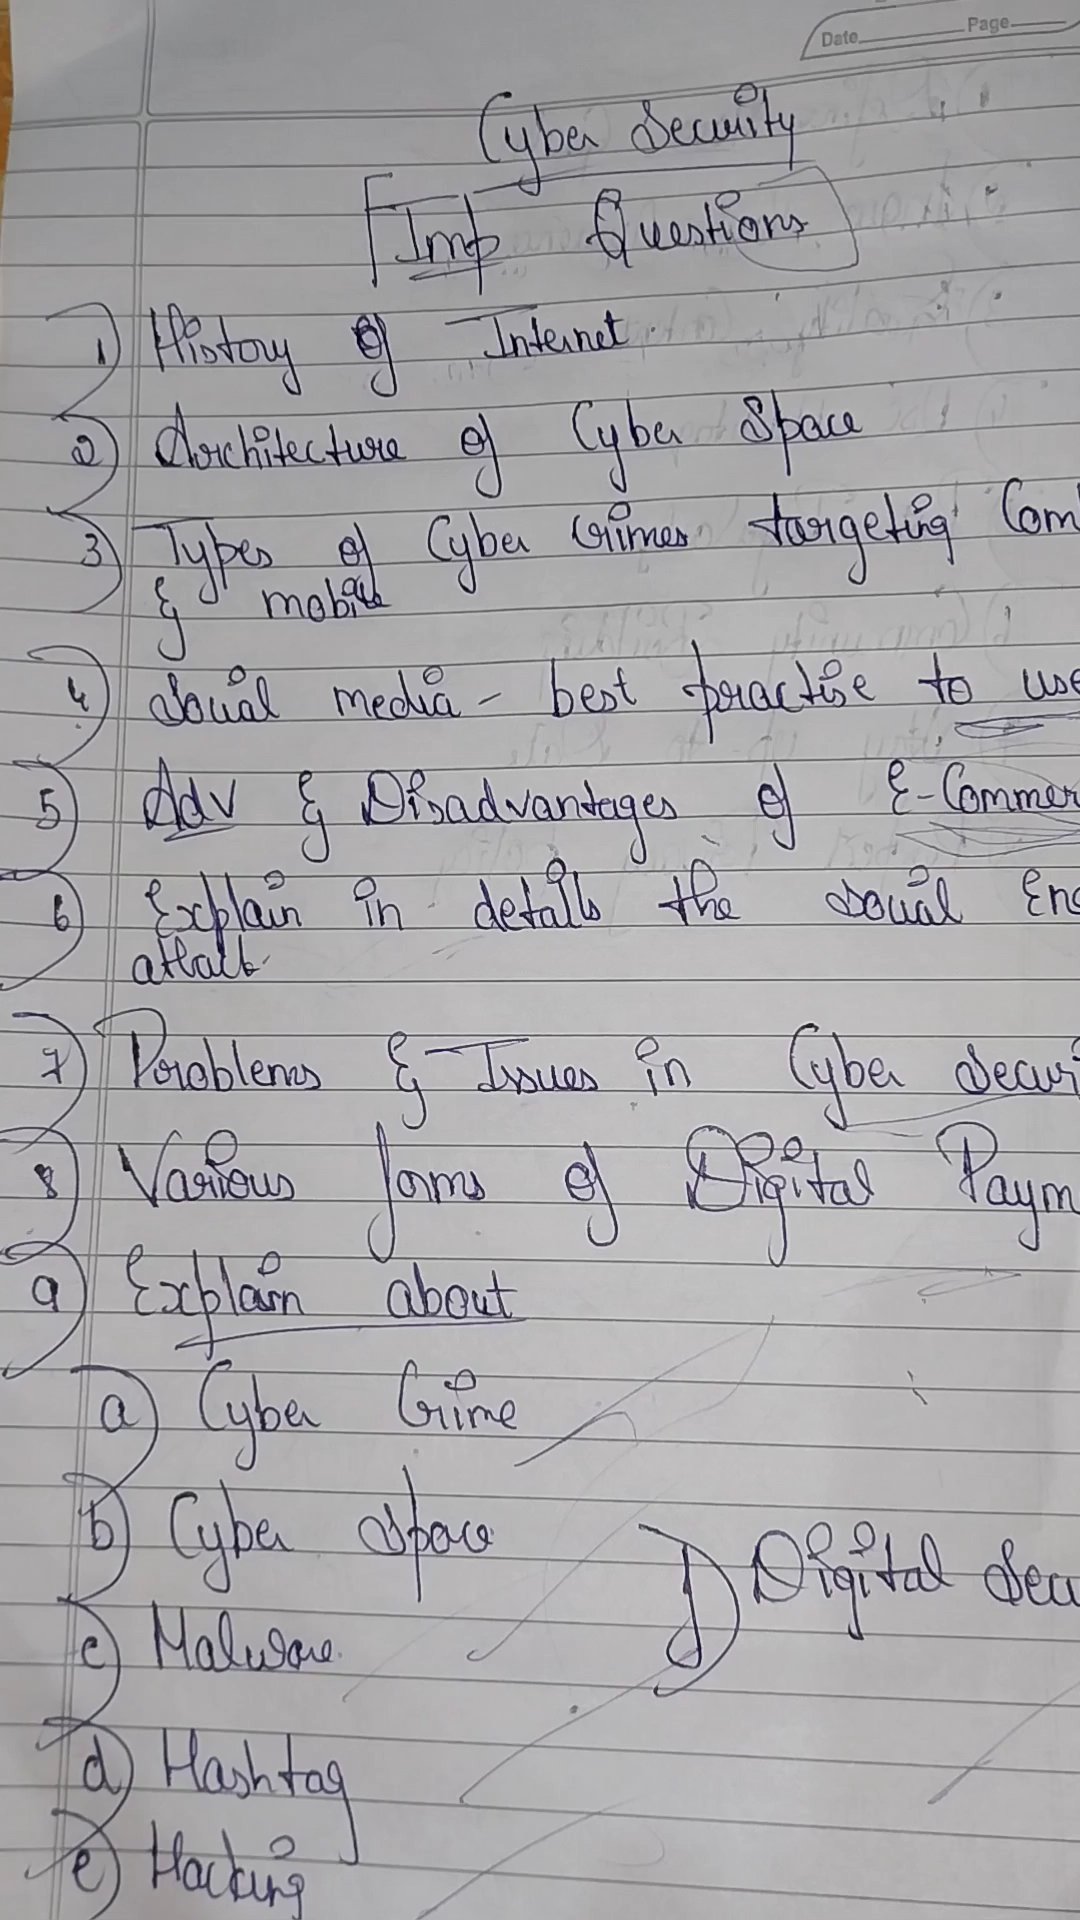 Date Page
Cyber Security
Imp Questions
1) History of Internet
2) Architecture of Cyber Space
3) Types of Cyber Crimes targeting Com
& mobile
4) Social media - best practise to use
5) Adv & Disadvantages of E-Commer
6) Explain in details the Social Eng
attack.
7) Problems & Issues in Cyber Securi
8) Various forms of Digital Paym
9) Explain about
a) Cyber Crime
b) Cyber Space
c) Malware.
d) Hashtag
e) Hacking
f) Digital Secu